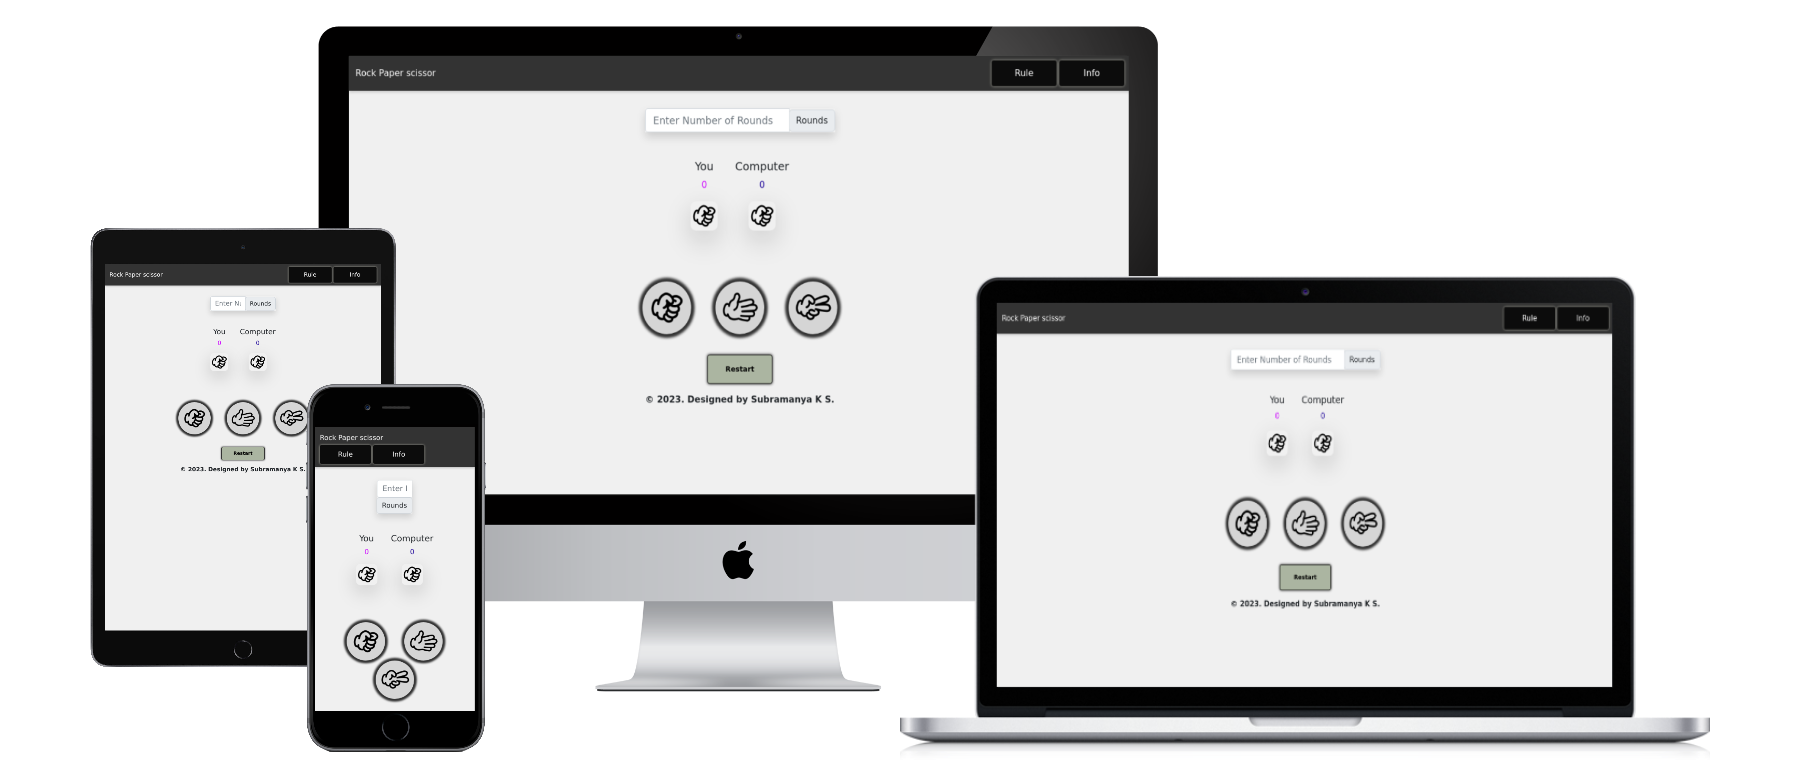 Rock Paper scissor
Rule Info
Enter Number of Rounds Rounds
You Computer
0 0
Restart
© 2023. Designed by Subramanya K S.
Rock Paper scissor
Rule Info
Enter N Rounds
You Computer
0 0
Restart
© 2023. Designed by Subramanya K S.
Rock Paper scissor
Rule Info
Enter
Rounds
You Computer
0 0
Rock Paper scissor
Rule Info
Enter Number of Rounds Rounds
You Computer
0 0
Restart
© 2023. Designed by Subramanya K S.